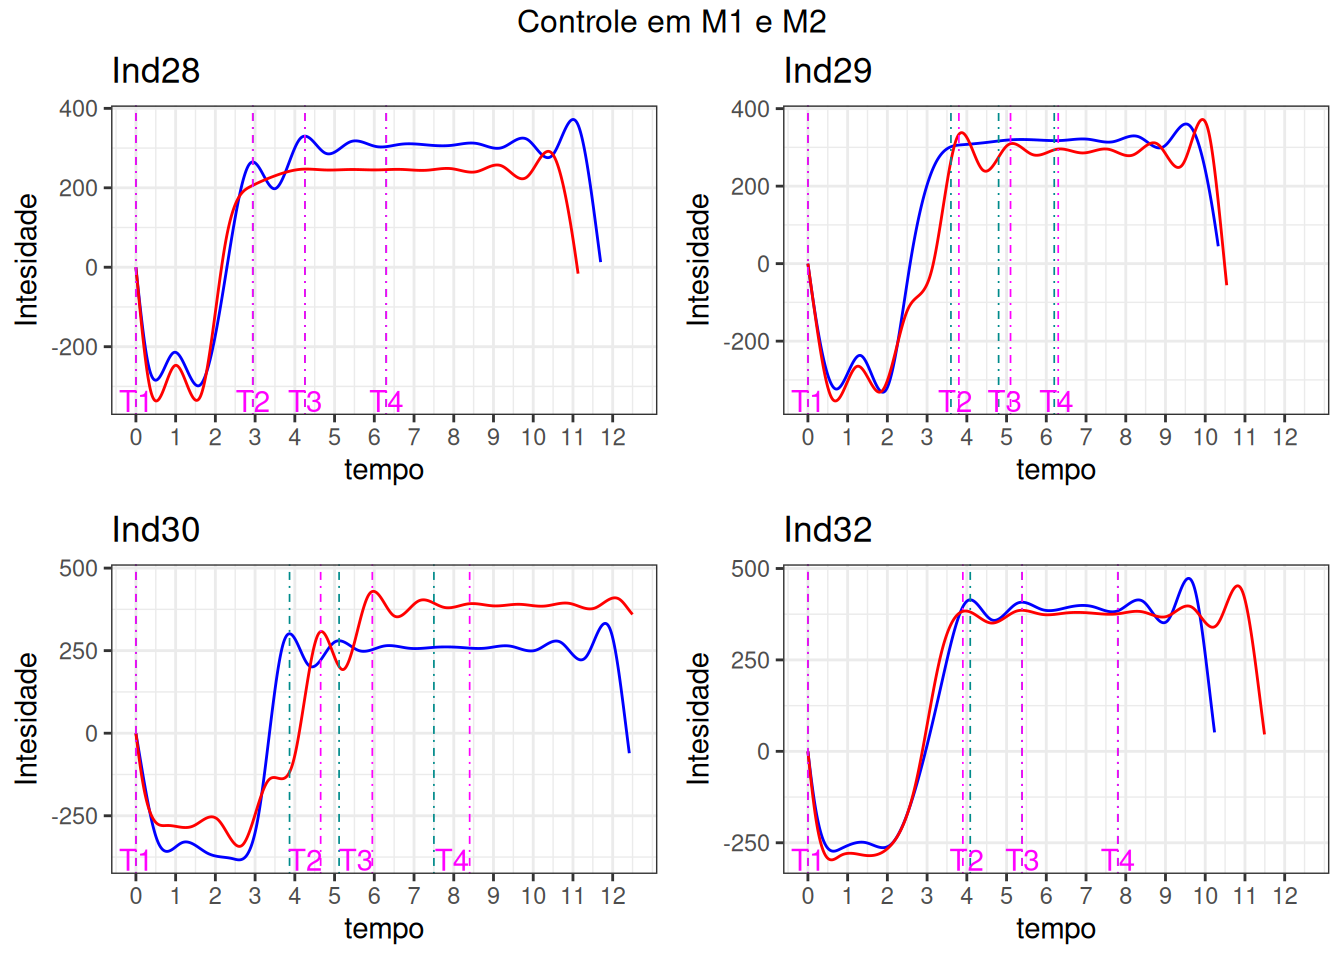 Controle em M1 e M2
Ind28
400
200
0
-200
Intesidade
T1 T2 T3 T4
0 1 2 3 4 5 6 7 8 9 10 11 12
tempo
Ind29
400
200
0
-200
Intesidade
T1 T2 T3 T4
0 1 2 3 4 5 6 7 8 9 10 11 12
tempo
Ind30
500
250
0
-250
Intesidade
T1 T2 T3 T4
0 1 2 3 4 5 6 7 8 9 10 11 12
tempo
Ind32
500
250
0
-250
Intesidade
T1 T2 T3 T4
0 1 2 3 4 5 6 7 8 9 10 11 12
tempo